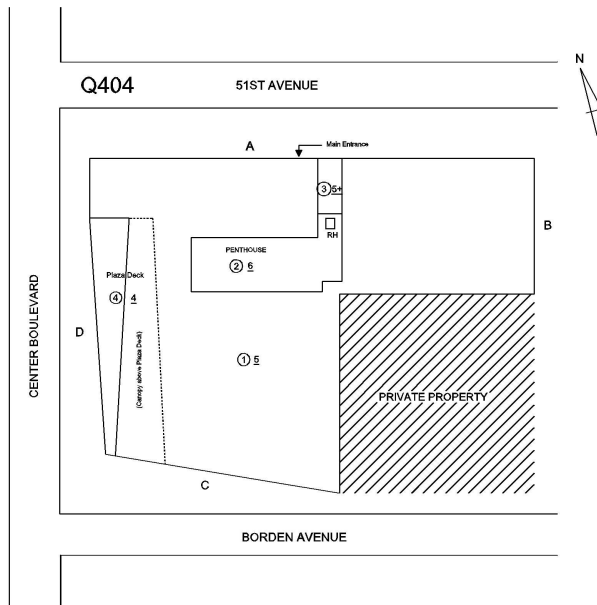 N
Q404
51ST AVENUE
A
Main Entrance
3 5+
B
RH
PENTHOUSE
2 6
Plaza Deck
4 4
D
(Canopy above Plaza Deck)
1 5
CENTER BOULEVARD
PRIVATE PROPERTY
C
BORDEN AVENUE